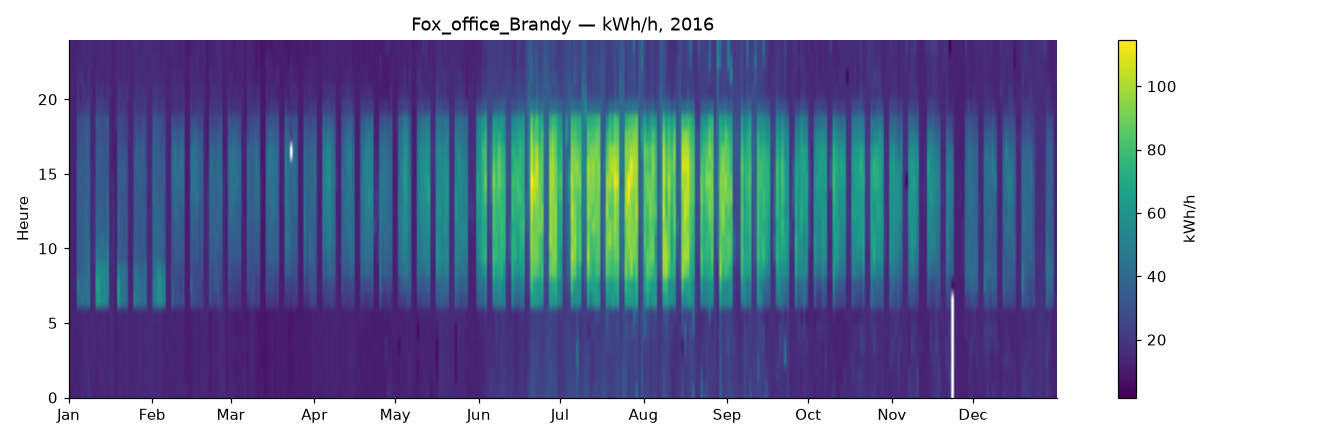 Fox_office_Brandy — kWh/h, 2016
Heure
20
15
10
5
0
Jan Feb Mar Apr May Jun Jul Aug Sep Oct Nov Dec
100
80
60
40
20
kWh/h